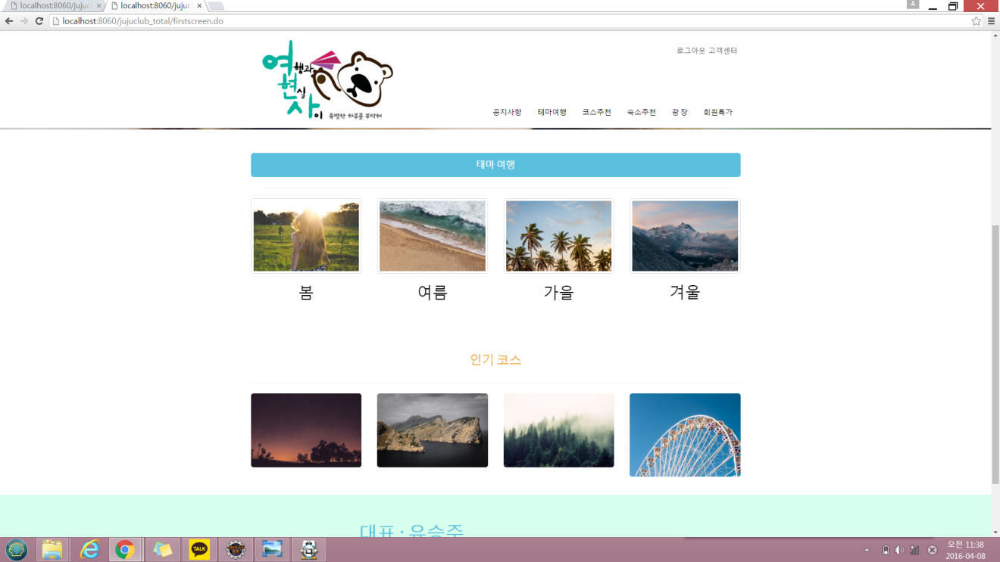 localhost:8060/jujuclub
localhost:8060/jujuclub
localhost:8060/jujuclub_total/firstscreen.do
여행과
현실
사이 특별한 하루를 부탁해
로그아웃 고객센터
공지사항 테마여행 코스추천 숙소추천 광 장 회원특가
테마 여행
봄 여름 가을 겨울
인기 코스
대표 : 유승주
TALK
오전 11:38
2016-04-08